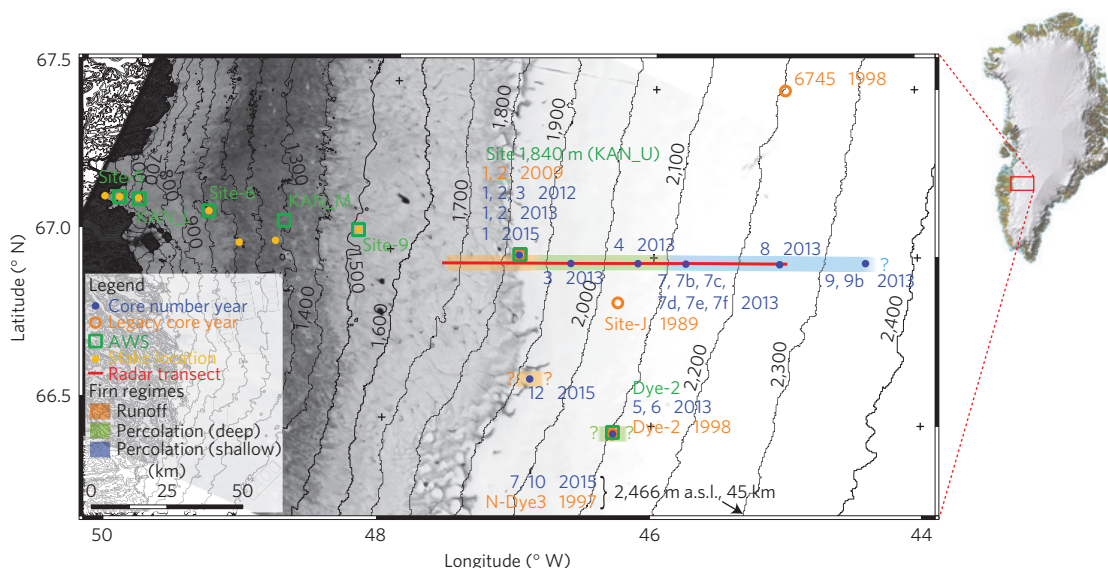 67.5
67.0
66.5
Latitude (° N)
50
48
46
44
Longitude (° W)
6745 1998
1,800
1,900
2,100
Site 1,840 m (KAN_U)
1, 2 2009
1, 2, 3 2012
1, 2 2013
1 2015
1,700
1,300
800
Site-5
KAN_L
Site-6
KAN_M
Site-9
1,500
1,600
1,400
4 2013
8 2013
3 2013
7, 7b, 7c,
7d, 7e, 7f 2013
9, 9b 2013
?
2,000
Site-J 1989
2,200
2,300
2,400
? ?
12 2015
Dye-2
5, 6 2013
Dye-2 1998
? ?
7, 10 2015
N-Dye3 1997
2,466 m a.s.l., 45 km
Legend
Core number year
Legacy core year
AWS
Stake location
Radar transect
Firn regimes
Runoff
Percolation (deep)
Percolation (shallow)
(km)
0 25 50